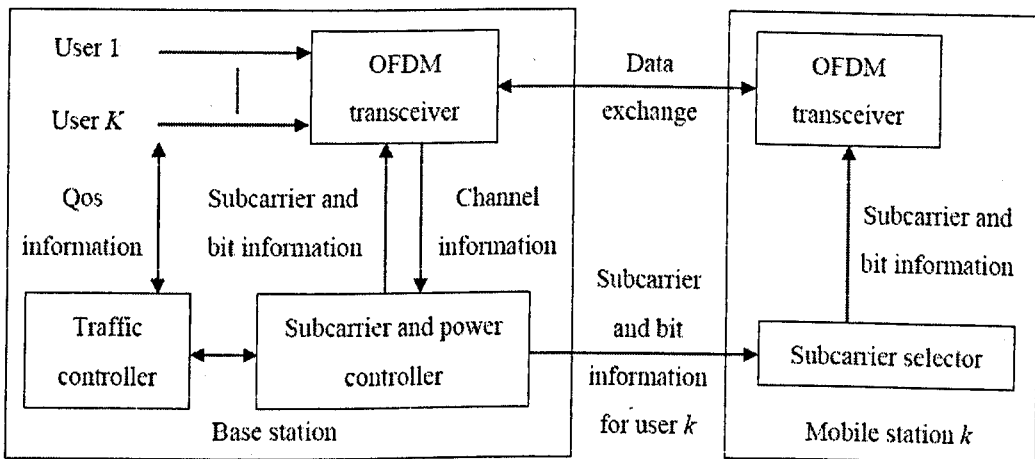 User 1
User K
OFDM
transceiver
Data
exchange
OFDM
transceiver
Qos
information
Subcarrier and
bit information
Channel
information
Subcarrier and
bit information
Traffic
controller
Subcarrier and power
controller
Subcarrier
and bit
information
for user k
Subcarrier selector
Base station
Mobile station k